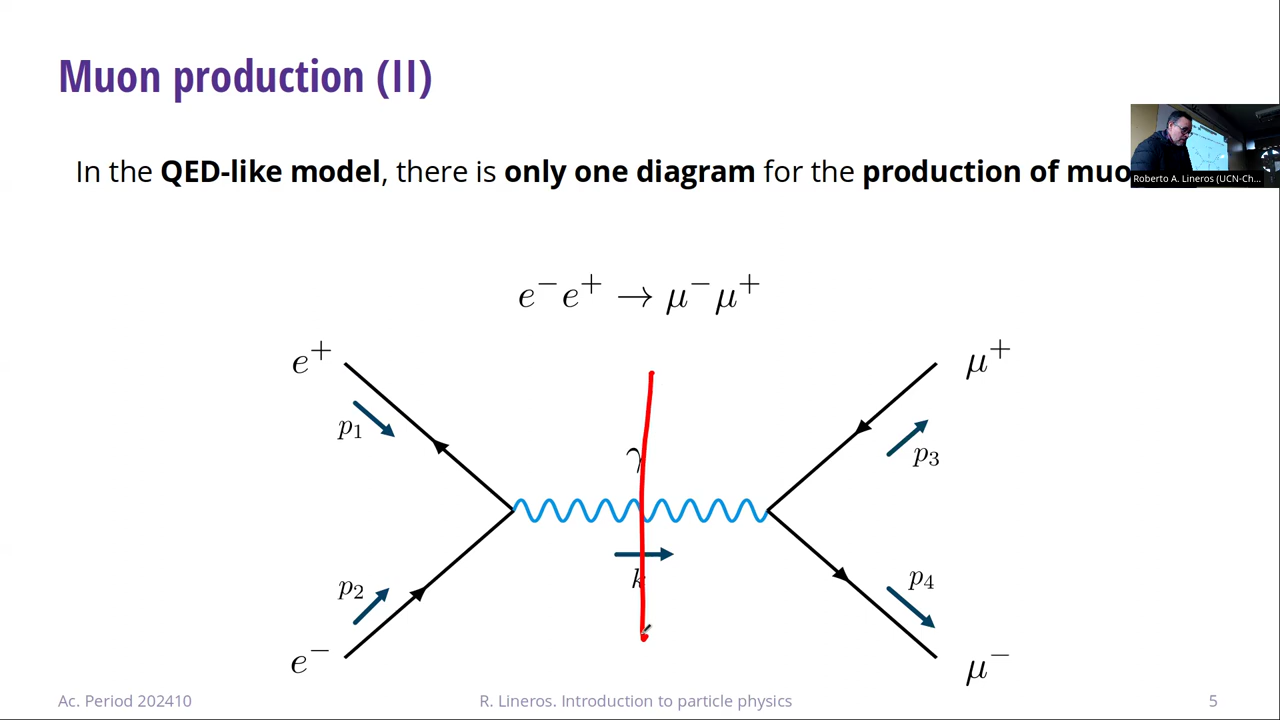 Muon production (II)
In the QED-like model, there is only one diagram for the production of muo
Roberto A. Lineros (UCN-Ch...
e⁻e⁺ → μ⁻μ⁺
e⁺
μ⁺
p₁
γ
p₃
k
p₂
p₄
e⁻
μ⁻
Ac. Period 202410
R. Lineros. Introduction to particle physics
5